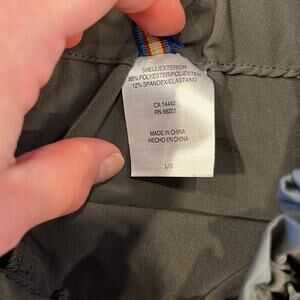 SHELL/EXTERIOR
88% POLYESTER/POLIÉSTER
12% SPANDEX/ELASTANO
CA 14442
RN 88201
MADE IN CHINA
HECHO EN CHINA
L/G